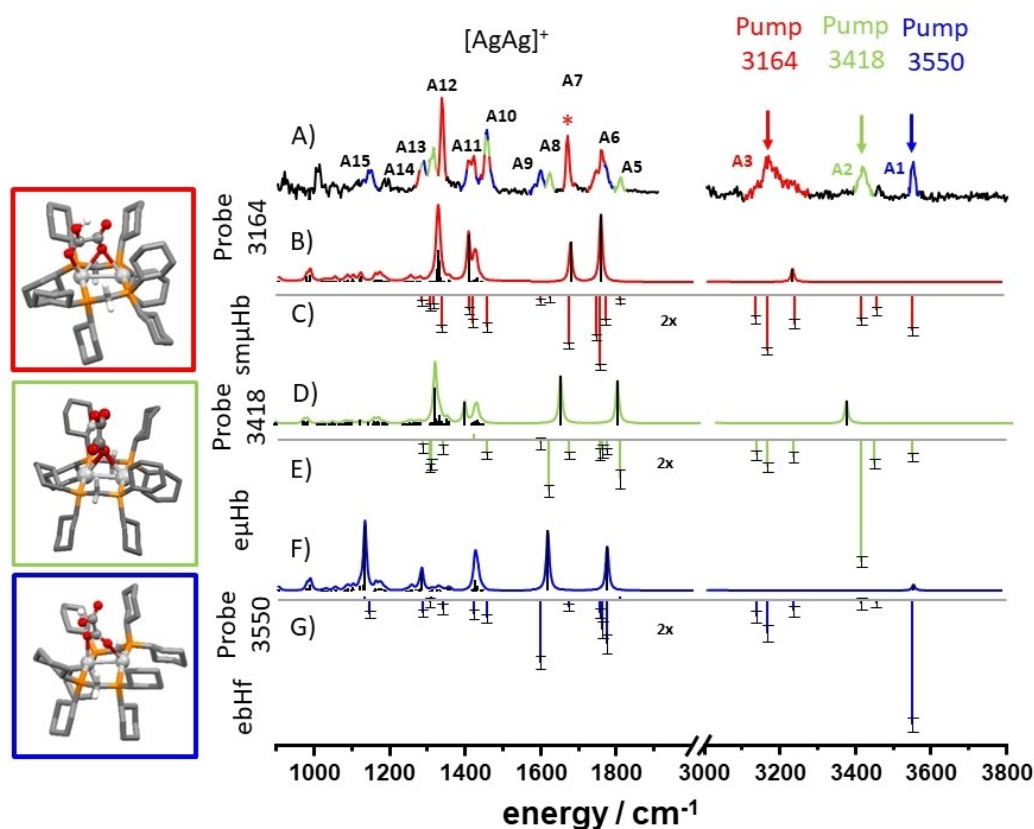 [AgAg]+
Pump 3164
Pump 3418
Pump 3550
A)
A15
A14
A13
A12
A11
A10
A9
A8
A7
*
A6
A5
A3
A2
A1
Probe 3164
B)
smμHb
C)
2x
Probe 3418
D)
eμHb
E)
2x
Probe 3550
F)
ebHf
G)
2x
1000 1200 1400 1600 1800 3000 3200 3400 3600 3800
energy / cm-1